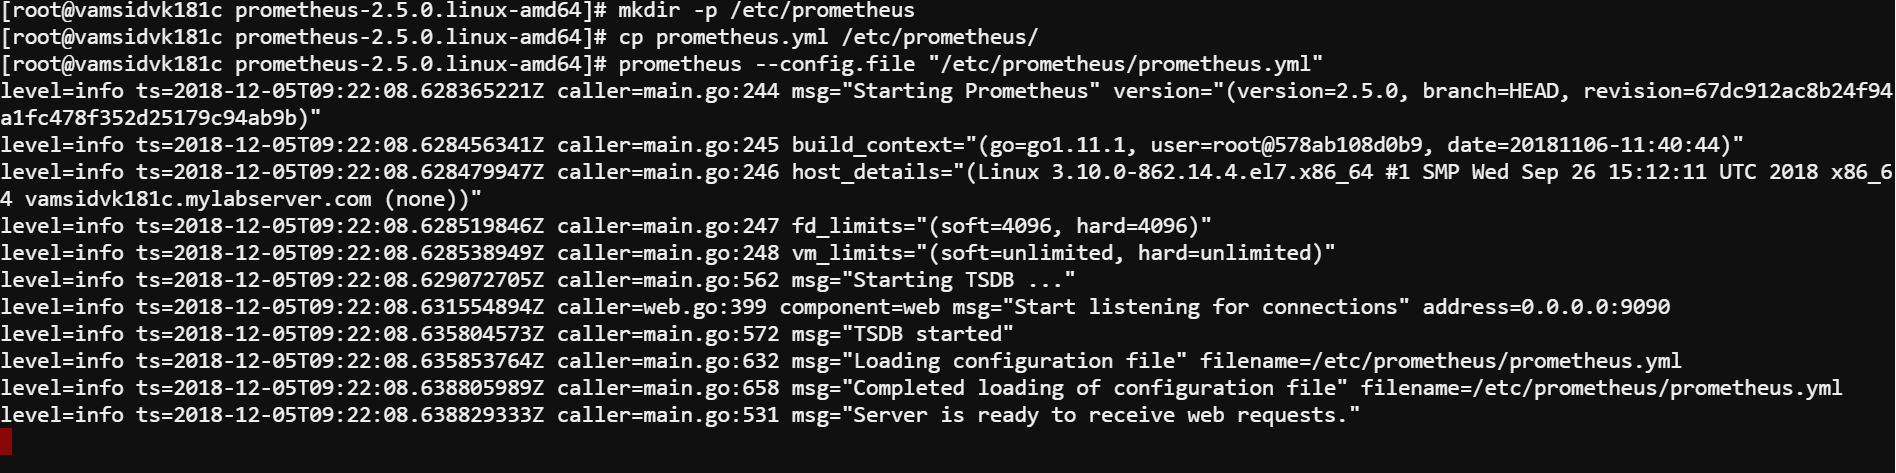 [root@vamsidvk181c prometheus-2.5.0.linux-amd64]# mkdir -p /etc/prometheus
[root@vamsidvk181c prometheus-2.5.0.linux-amd64]# cp prometheus.yml /etc/prometheus/
[root@vamsidvk181c prometheus-2.5.0.linux-amd64]# prometheus --config.file "/etc/prometheus/prometheus.yml"
level=info ts=2018-12-05T09:22:08.628365221Z caller=main.go:244 msg="Starting Prometheus" version="(version=2.5.0, branch=HEAD, revision=67dc912ac8b24f94
a1fc478f352d25179c94ab9b)"
level=info ts=2018-12-05T09:22:08.628456341Z caller=main.go:245 build_context="(go=go1.11.1, user=root@578ab108d0b9, date=20181106-11:40:44)"
level=info ts=2018-12-05T09:22:08.628479947Z caller=main.go:246 host_details="(Linux 3.10.0-862.14.4.el7.x86_64 #1 SMP Wed Sep 26 15:12:11 UTC 2018 x86_6
4 vamsidvk181c.mylabserver.com (none))"
level=info ts=2018-12-05T09:22:08.628519846Z caller=main.go:247 fd_limits="(soft=4096, hard=4096)"
level=info ts=2018-12-05T09:22:08.628538949Z caller=main.go:248 vm_limits="(soft=unlimited, hard=unlimited)"
level=info ts=2018-12-05T09:22:08.629072705Z caller=main.go:562 msg="Starting TSDB ..."
level=info ts=2018-12-05T09:22:08.631554894Z caller=web.go:399 component=web msg="Start listening for connections" address=0.0.0.0:9090
level=info ts=2018-12-05T09:22:08.635804573Z caller=main.go:572 msg="TSDB started"
level=info ts=2018-12-05T09:22:08.635853764Z caller=main.go:632 msg="Loading configuration file" filename=/etc/prometheus/prometheus.yml
level=info ts=2018-12-05T09:22:08.638805989Z caller=main.go:658 msg="Completed loading of configuration file" filename=/etc/prometheus/prometheus.yml
level=info ts=2018-12-05T09:22:08.638829333Z caller=main.go:531 msg="Server is ready to receive web requests."